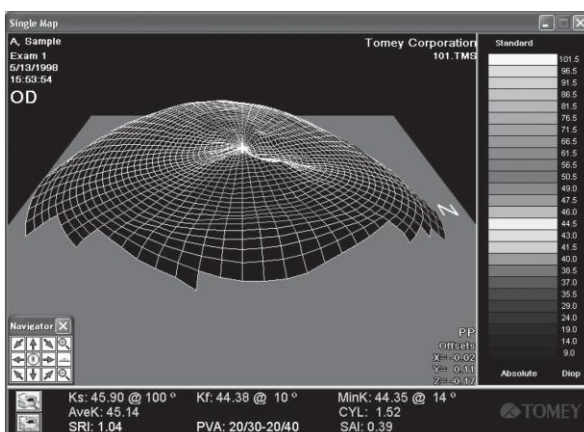 Single Map
A, Sample
Exam 1
5/13/1998
15:53:54
OD
Tomey Corporation
101.TMS
N
Standard
101.5
96.5
91.5
86.5
81.5
76.5
71.5
66.5
61.5
56.5
50.5
49.0
47.5
46.0
44.5
43.0
41.5
40.0
38.5
37.0
35.5
29.0
24.0
19.0
14.0
9.0
Absolute Diop
PP
Offsets
X= -0.02
Y= 0.11
Z= -0.17
Navigator
Ks: 45.90 @ 100 º Kf: 44.38 @ 10 º MinK: 44.35 @ 14 º
AveK: 45.14 CYL: 1.52
SRI: 1.04 PVA: 20/30-20/40 SAI: 0.39
TOMEY